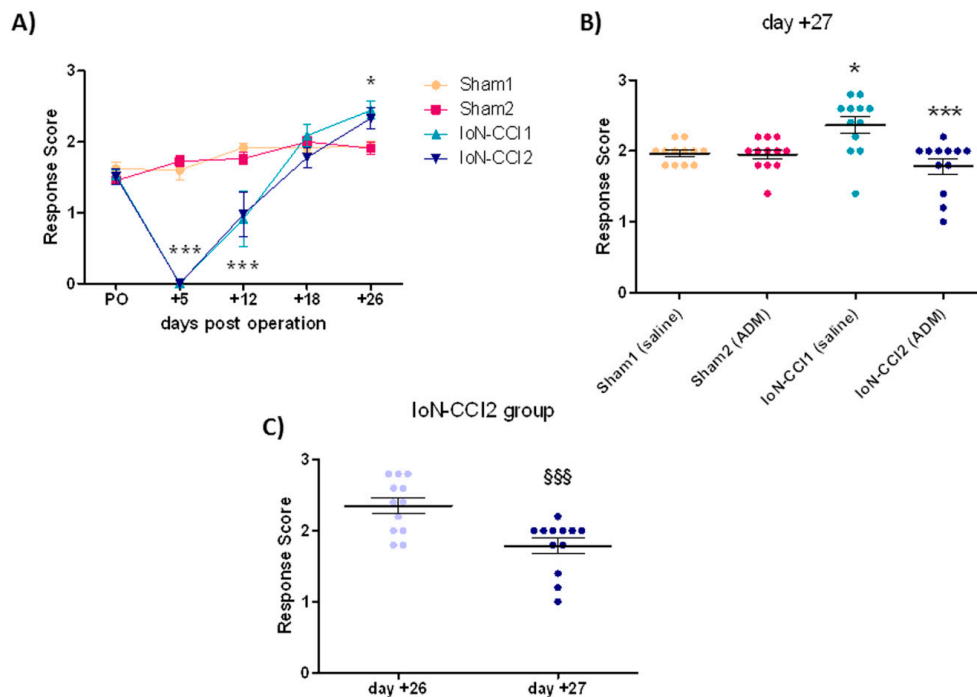 A)
3
2
1
0
Response Score
PO +5 +12 +18 +26
days post operation
***
***
*
Sham1
Sham2
IoN-CCI1
IoN-CCI2
B)
day +27
3
2
1
0
Response Score
*
***
Sham1 (saline)
Sham2 (ADM)
IoN-CCI1 (saline)
IoN-CCI2 (ADM)
C)
IoN-CCI2 group
3
2
1
0
Response Score
§§§
day +26 day +27